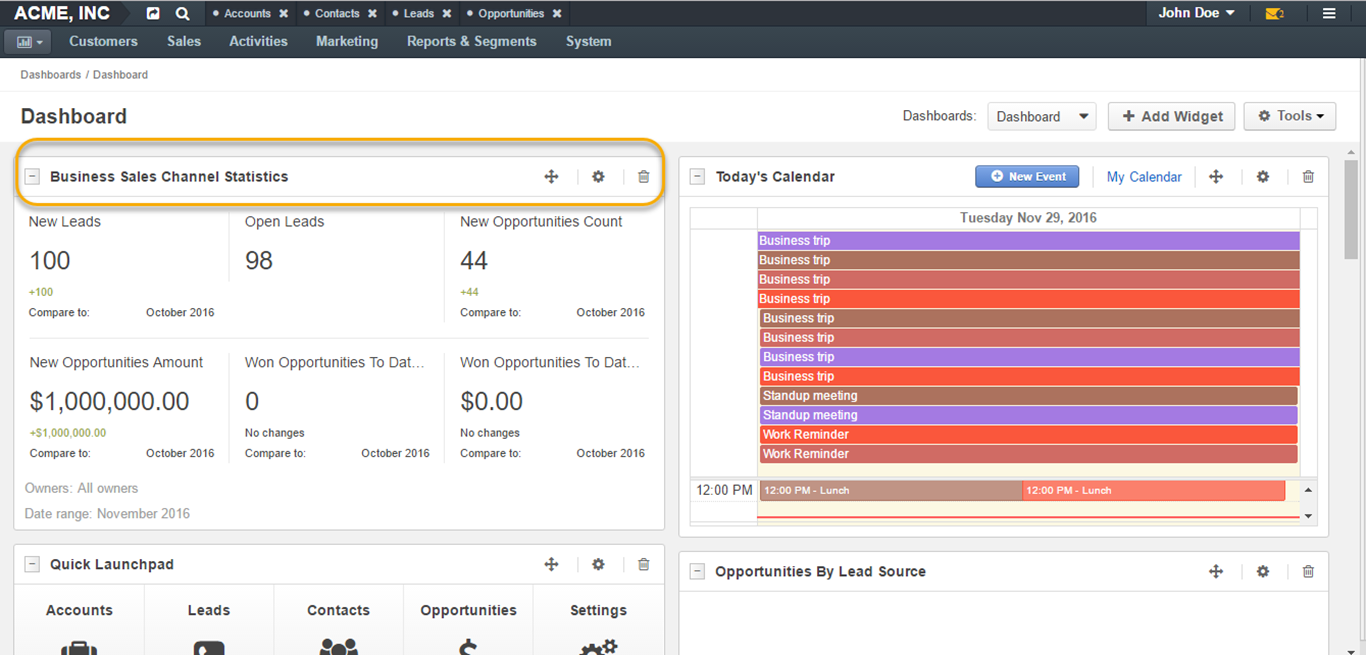 ACME, INC
Accounts
Contacts
Leads
Opportunities
John Doe
2
Customers
Sales
Activities
Marketing
Reports & Segments
System
Dashboards / Dashboard
Dashboard
Dashboards:
Dashboard
Add Widget
Tools
Business Sales Channel Statistics
New Leads
100
+100
Compare to: October 2016
Open Leads
98
New Opportunities Count
44
+44
Compare to: October 2016
New Opportunities Amount
$1,000,000.00
+$1,000,000.00
Compare to: October 2016
Won Opportunities To Dat...
0
No changes
Compare to: October 2016
Won Opportunities To Dat...
$0.00
No changes
Compare to: October 2016
Owners: All owners
Date range: November 2016
Today's Calendar
New Event
My Calendar
Tuesday Nov 29, 2016
Business trip
Business trip
Business trip
Business trip
Business trip
Business trip
Business trip
Business trip
Standup meeting
Standup meeting
Work Reminder
Work Reminder
12:00 PM
12:00 PM - Lunch
12:00 PM - Lunch
Quick Launchpad
Accounts
Leads
Contacts
Opportunities
Settings
Opportunities By Lead Source